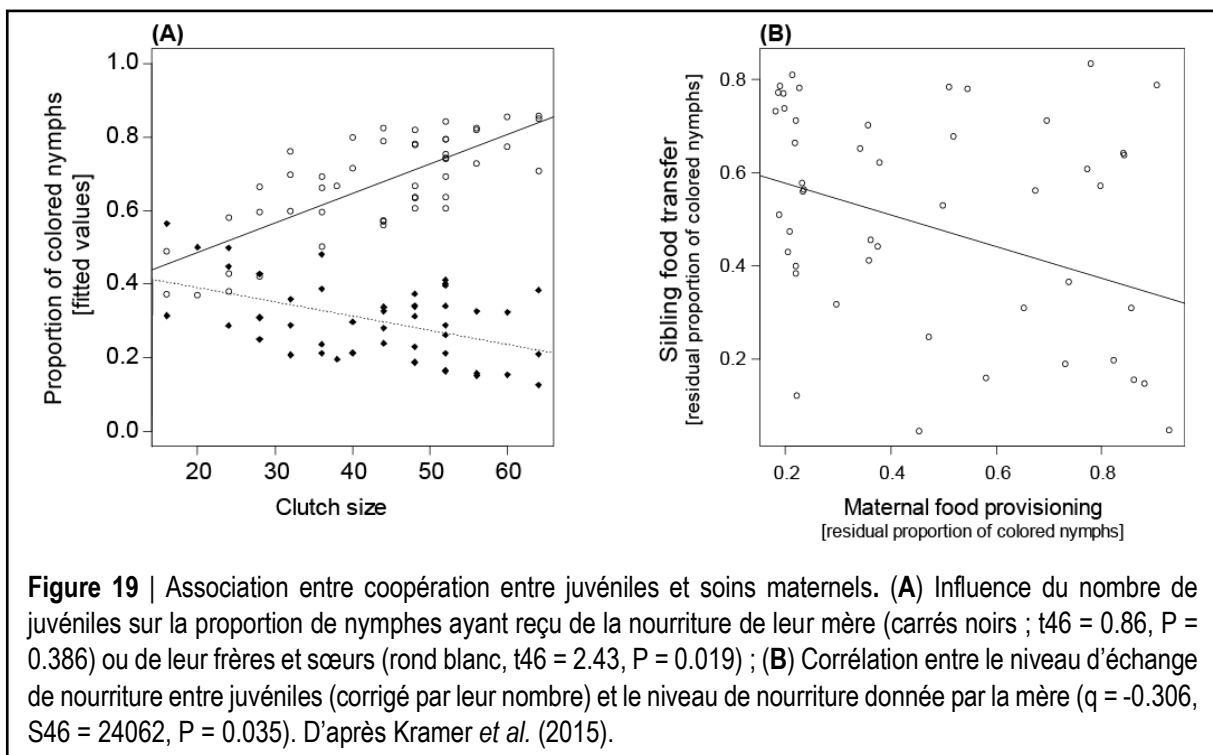 (A)
Proportion of colored nymphs
[fitted values]
1.0
0.8
0.6
0.4
0.2
0.0
20 30 40 50 60
Clutch size
(B)
Sibling food transfer
[residual proportion of colored nymphs]
0.8
0.6
0.4
0.2
0.2 0.4 0.6 0.8
Maternal food provisioning
[residual proportion of colored nymphs]
Figure 19 | Association entre coopération entre juvéniles et soins maternels. (A) Influence du nombre de
juvéniles sur la proportion de nymphes ayant reçu de la nourriture de leur mère (carrés noirs ; t46 = 0.86, P =
0.386) ou de leur frères et sœurs (rond blanc, t46 = 2.43, P = 0.019) ; (B) Corrélation entre le niveau d’échange
de nourriture entre juvéniles (corrigé par leur nombre) et le niveau de nourriture donnée par la mère (q = -0.306,
S46 = 24062, P = 0.035). D’après Kramer et al. (2015).